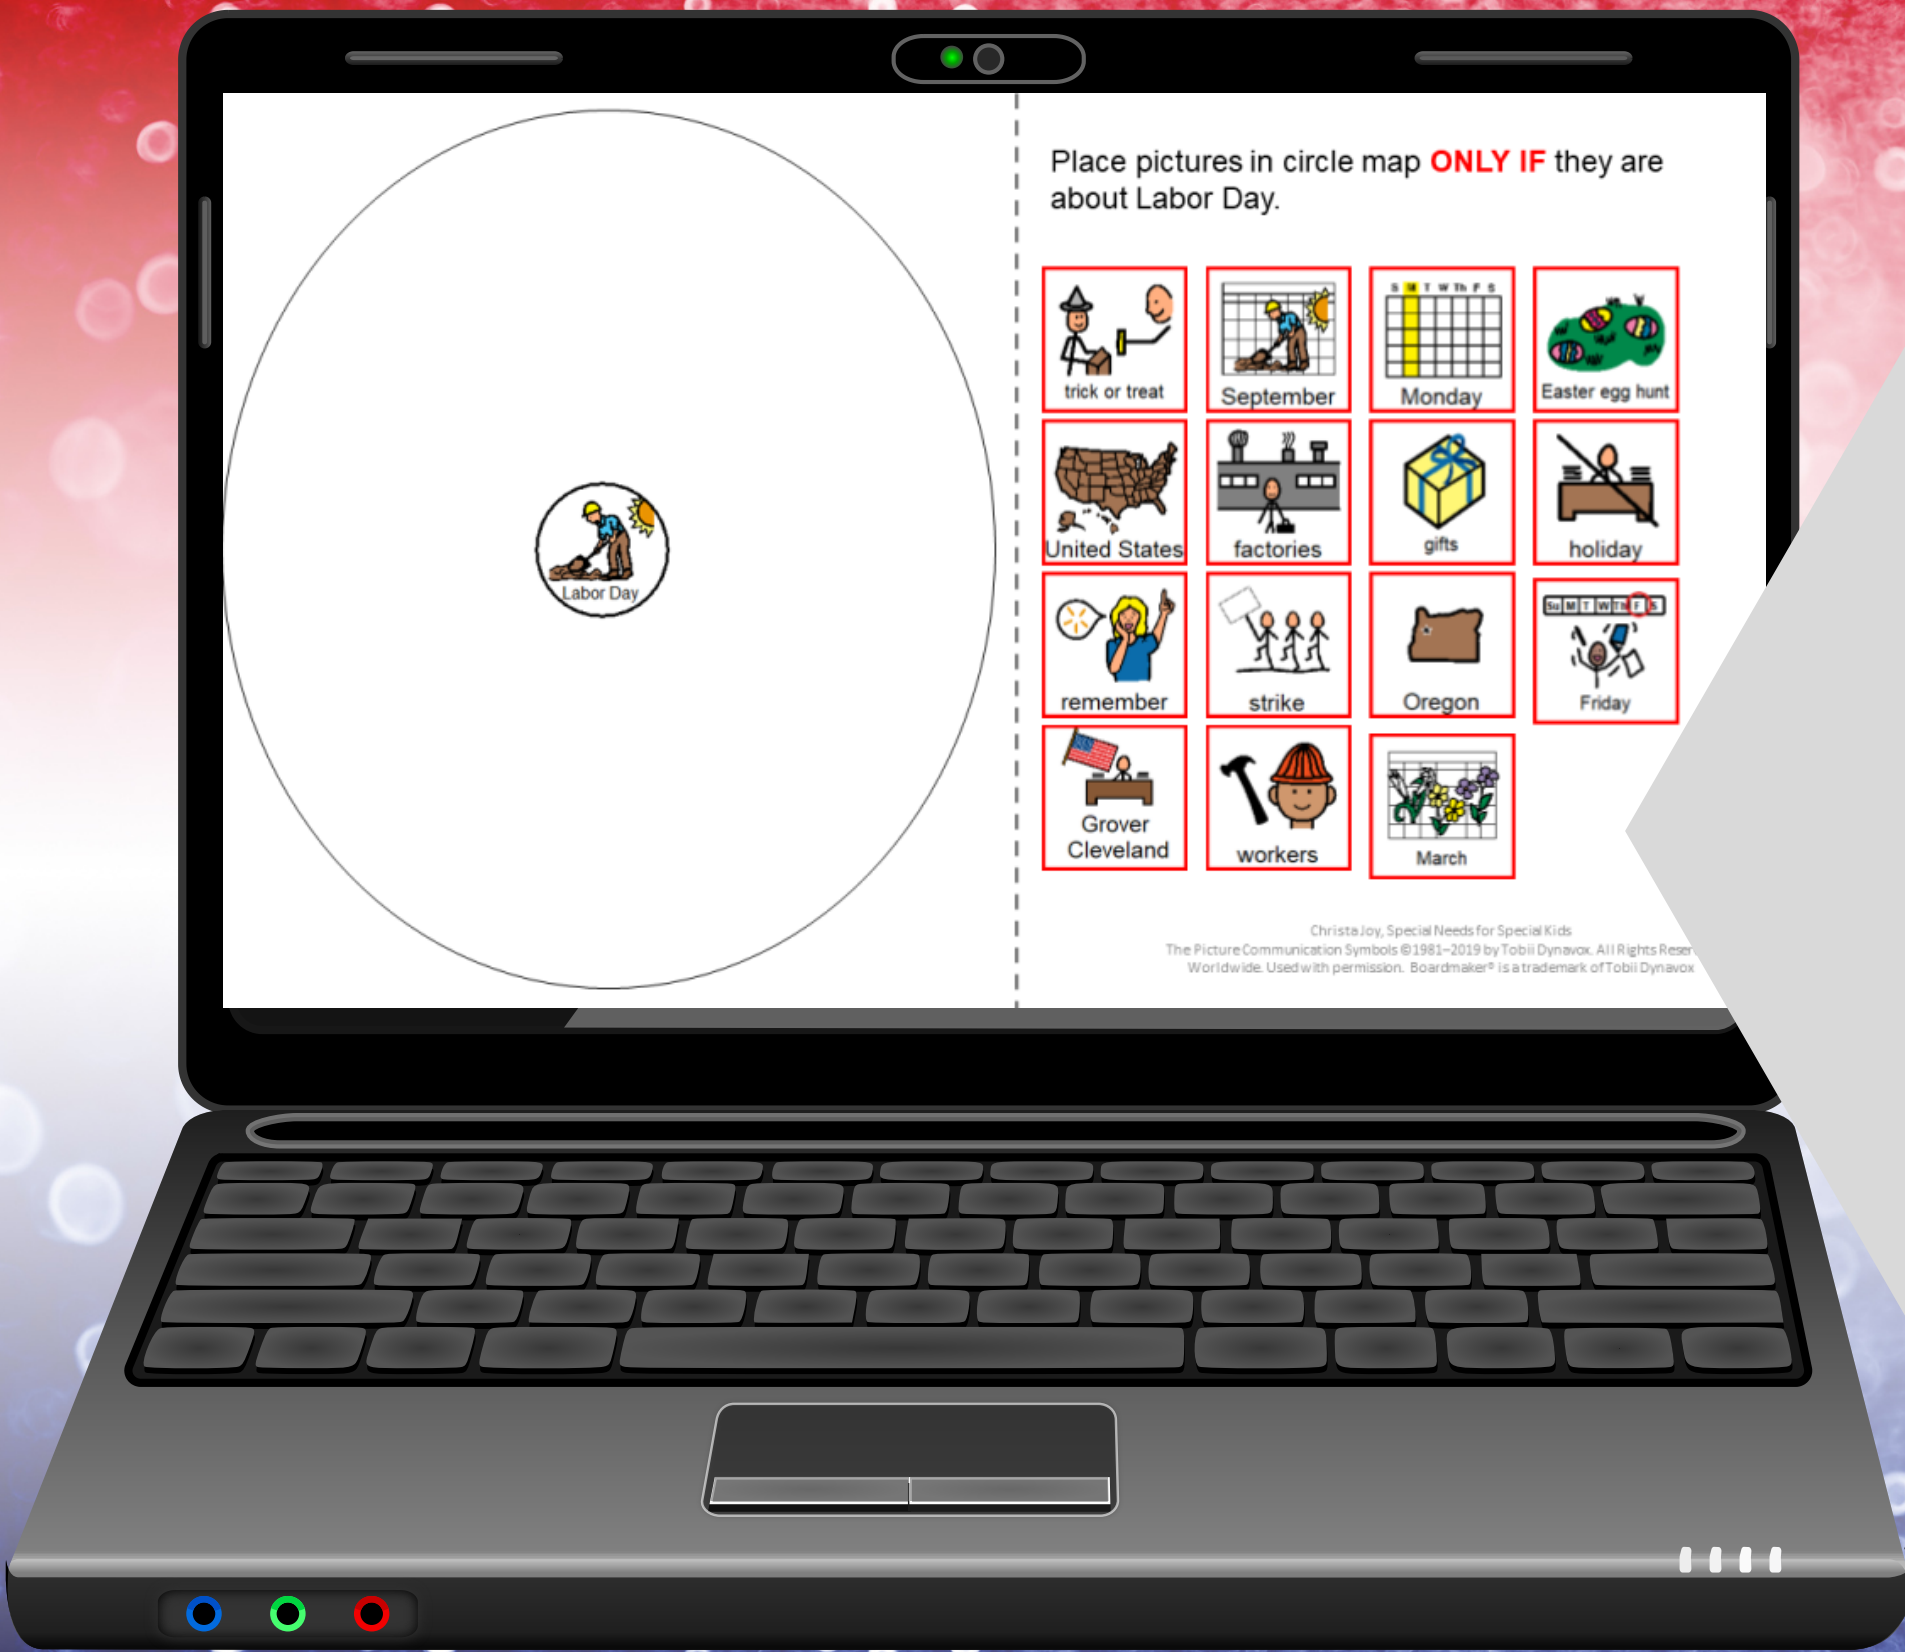 Place pictures in circle map ONLY IF they are
about Labor Day.
Labor Day
trick or treat
S M T W Th F S
September
Monday
Easter egg hunt
United States
factories
gifts
holiday
Su M T W Th F S
remember
strike
Oregon
Friday
Grover
Cleveland
workers
March
Christa Joy, Special Needs for Special Kids
The Picture Communication Symbols ©1981–2019 by Tobii Dynavox. All Rights Reser
Worldwide. Used with permission. Boardmaker® is a trademark of Tobii Dynavox